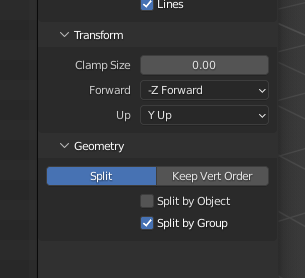 Lines
Transform
Clamp Size 0.00
Forward -Z Forward
Up Y Up
Geometry
Split Keep Vert Order
Split by Object
Split by Group